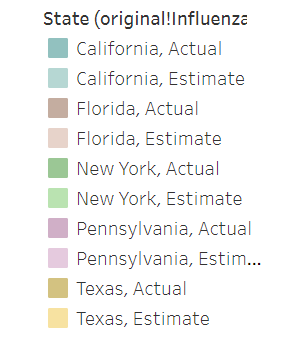 State (original!Influenza
California, Actual
California, Estimate
Florida, Actual
Florida, Estimate
New York, Actual
New York, Estimate
Pennsylvania, Actual
Pennsylvania, Estim...
Texas, Actual
Texas, Estimate